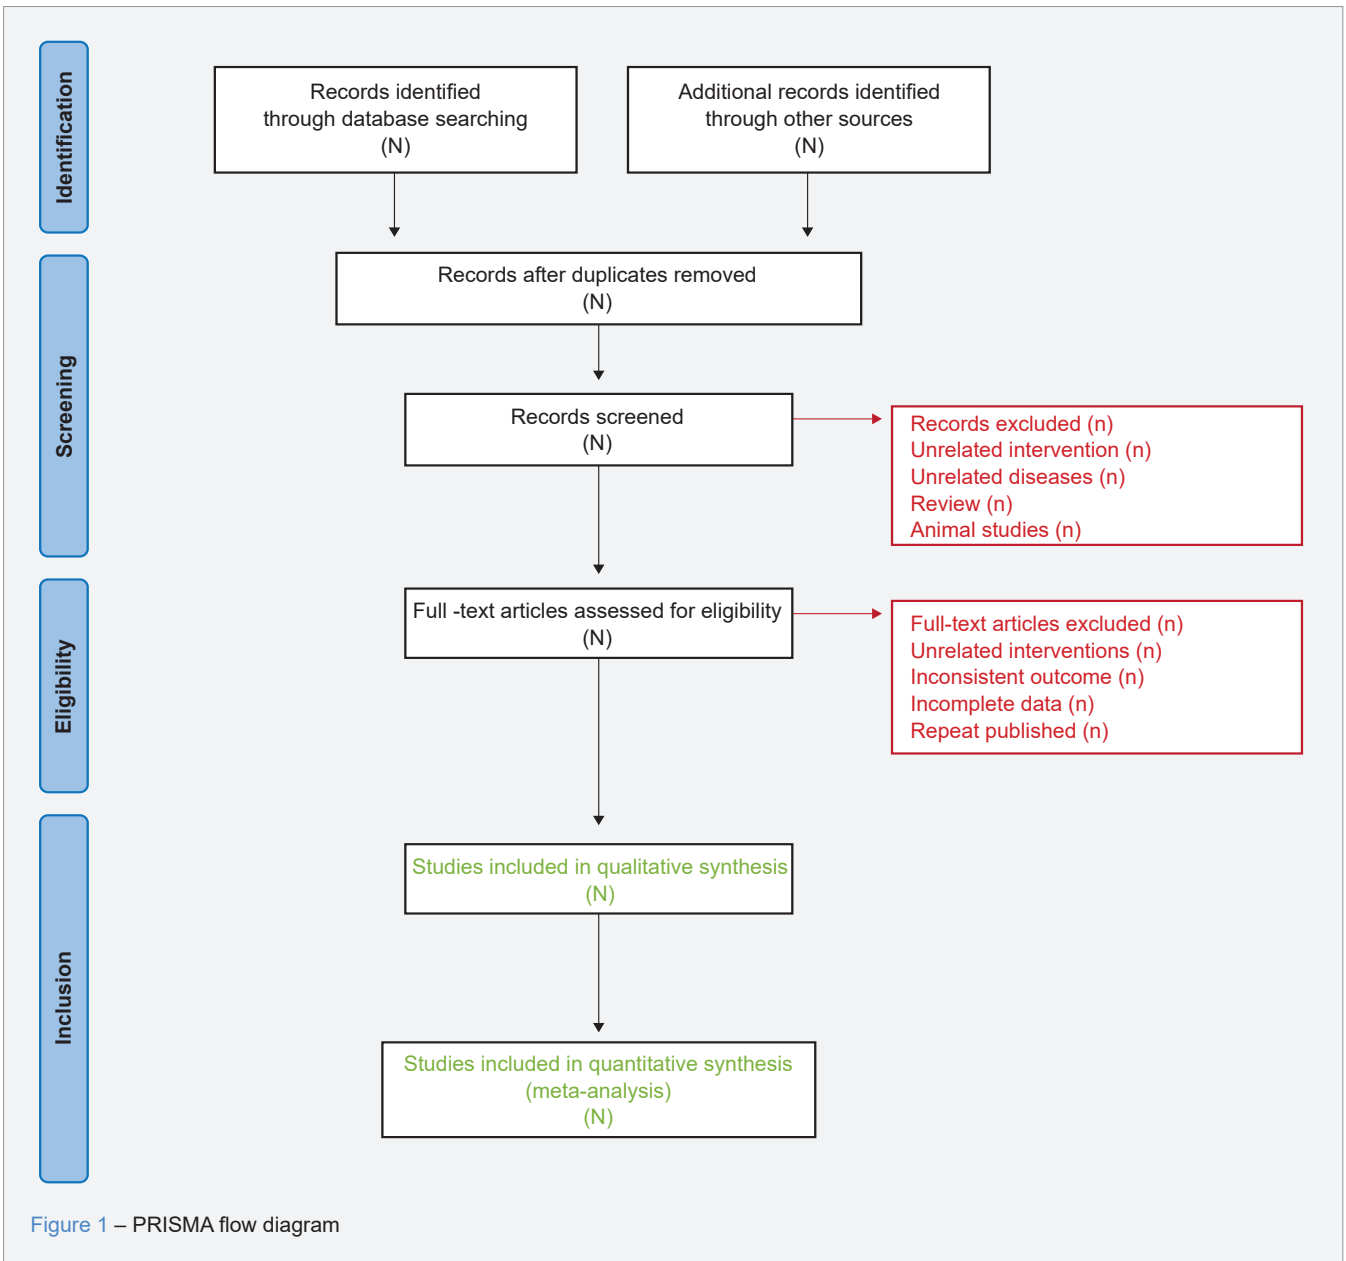 Identification
Records identified
through database searching
(N)
Additional records identified
through other sources
(N)
Screening
Records after duplicates removed
(N)
Records screened
(N)
Records excluded (n)
Unrelated intervention (n)
Unrelated diseases (n)
Review (n)
Animal studies (n)
Eligibility
Full -text articles assessed for eligibility
(N)
Full-text articles excluded (n)
Unrelated interventions (n)
Inconsistent outcome (n)
Incomplete data (n)
Repeat published (n)
Inclusion
Studies included in qualitative synthesis
(N)
Studies included in quantitative synthesis
(meta-analysis)
(N)
Figure 1 – PRISMA flow diagram